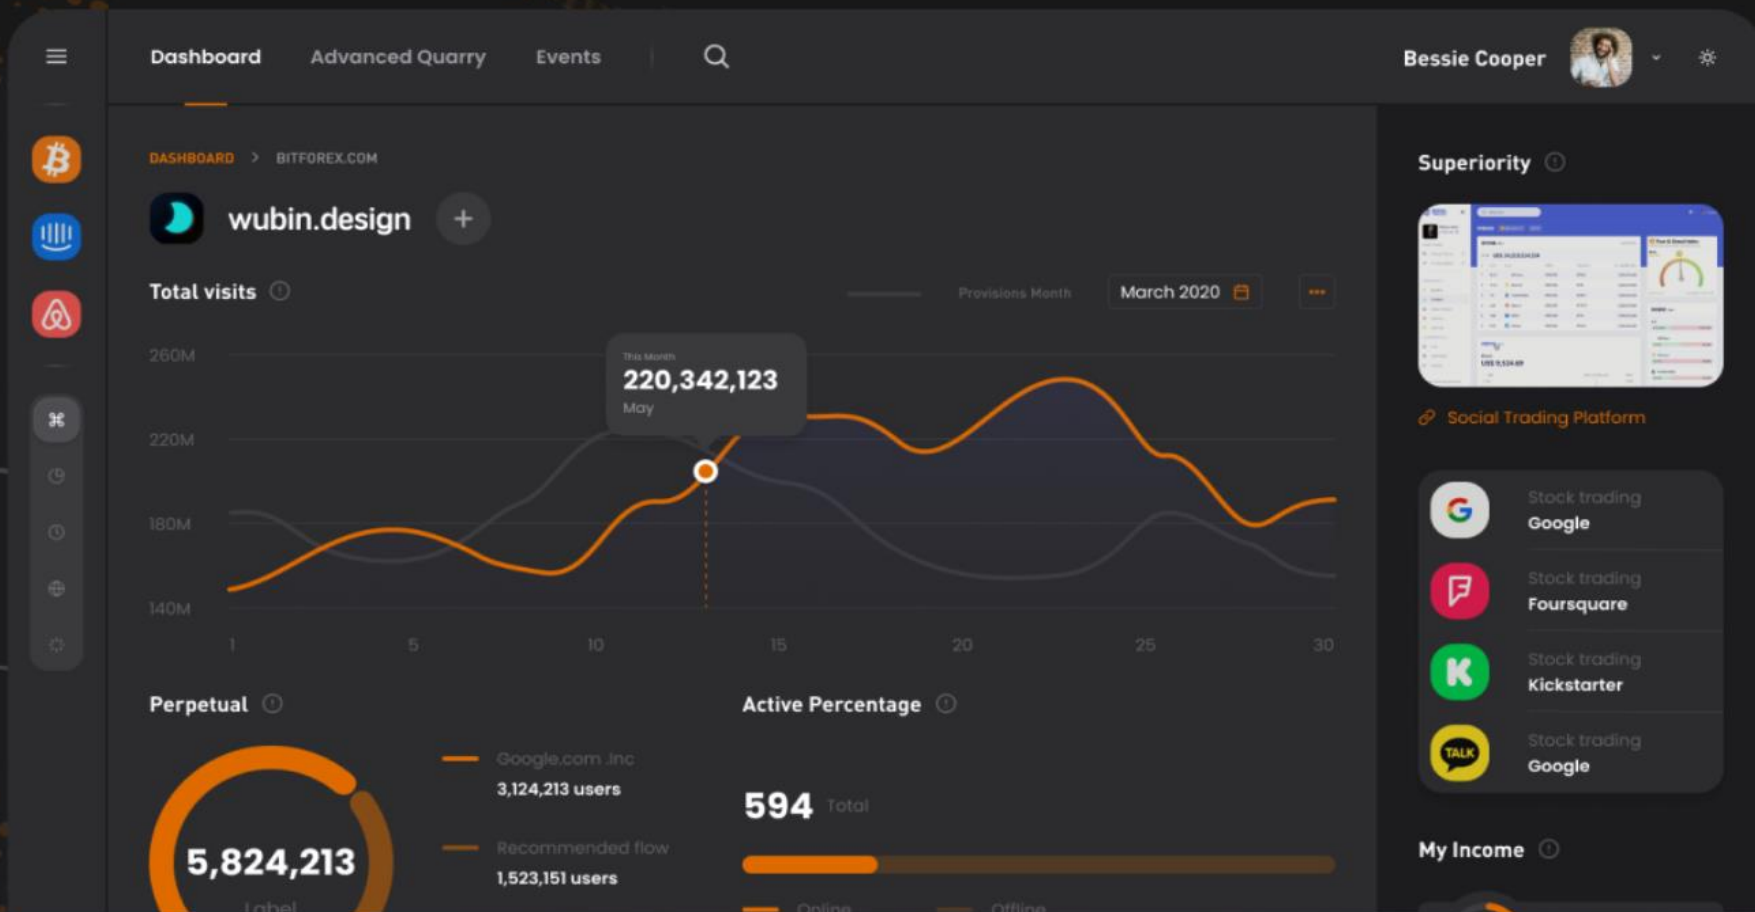 Dashboard
Advanced Quarry
Events
Bessie Cooper
DASHBOARD > BITFOREX.COM
wubin.design
+
Total visits
Provisions Month
March 2020
260M
220M
180M
140M
This Month
220,342,123
May
1
5
10
15
20
25
30
Perpetual
5,824,213
Label
Google.com .Inc
3,124,213 users
Recommended flow
1,523,151 users
Active Percentage
594 Total
Online
Offline
Superiority
Social Trading Platform
Stock trading
Google
Stock trading
Foursquare
Stock trading
Kickstarter
TALK
Stock trading
Google
My Income